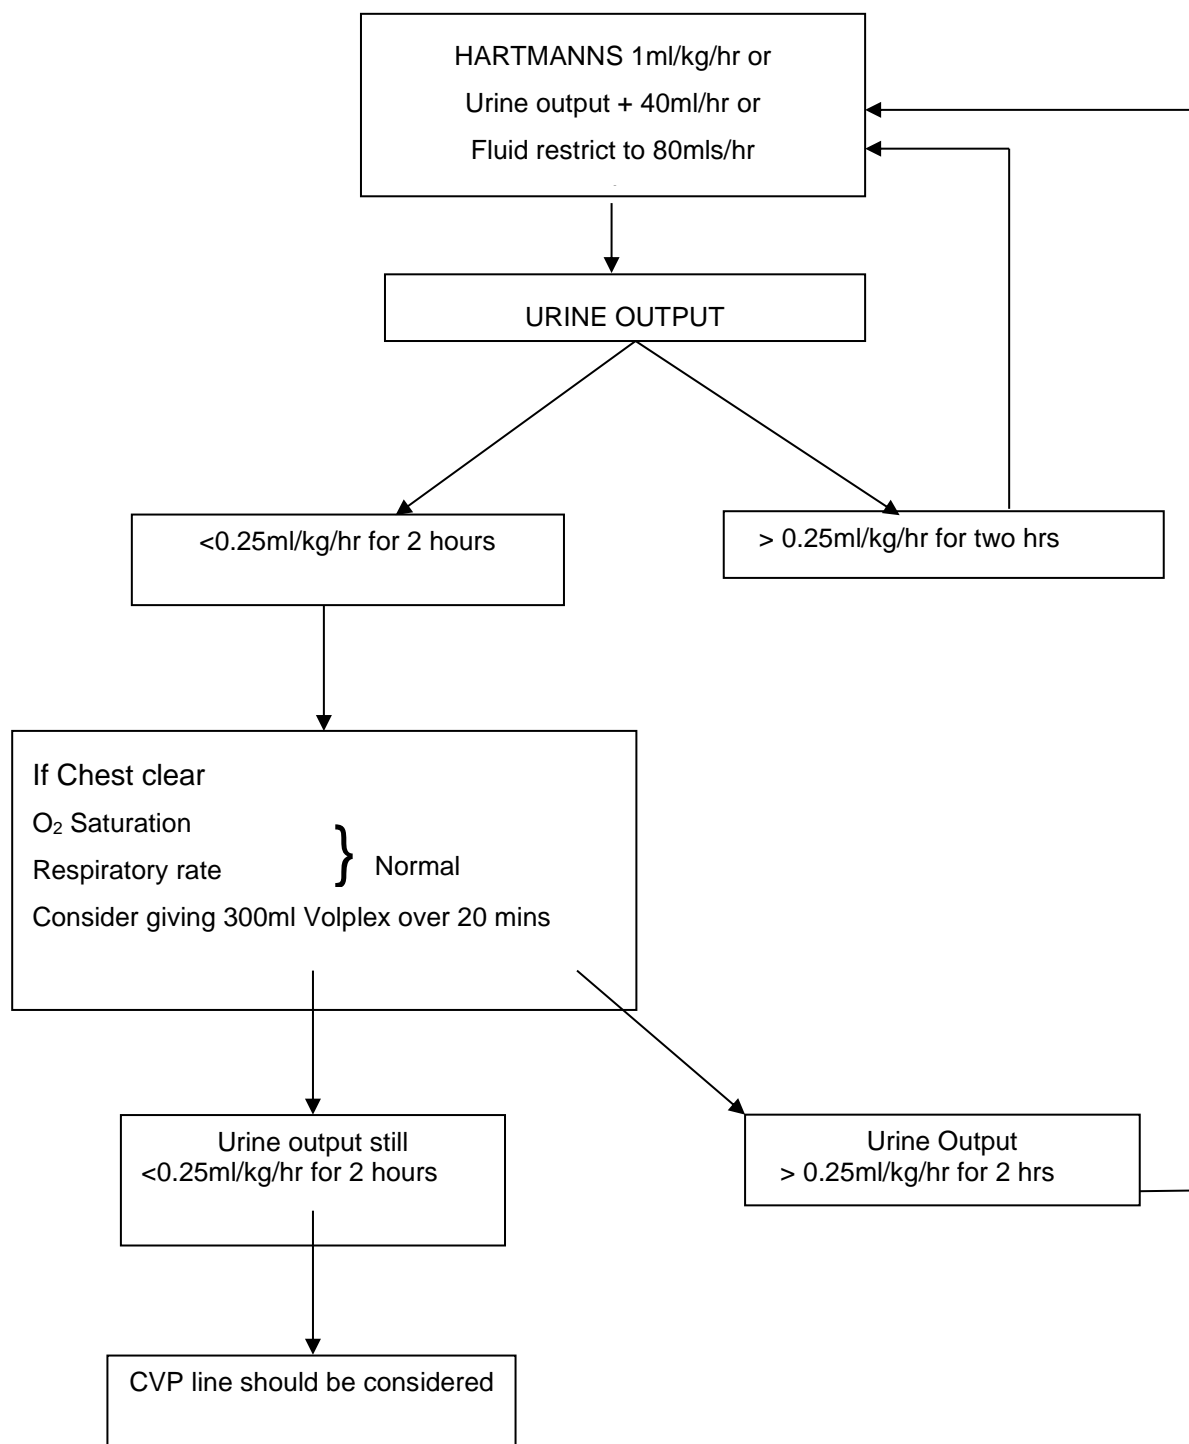 HARTMANNS 1ml/kg/hr or
Urine output + 40ml/hr or
Fluid restrict to 80mls/hr
URINE OUTPUT
<0.25ml/kg/hr for 2 hours
> 0.25ml/kg/hr for two hrs
If Chest clear
O₂ Saturation
Respiratory rate
} Normal
Consider giving 300ml Volplex over 20 mins
Urine output still
<0.25ml/kg/hr for 2 hours
Urine Output
> 0.25ml/kg/hr for 2 hrs
CVP line should be considered